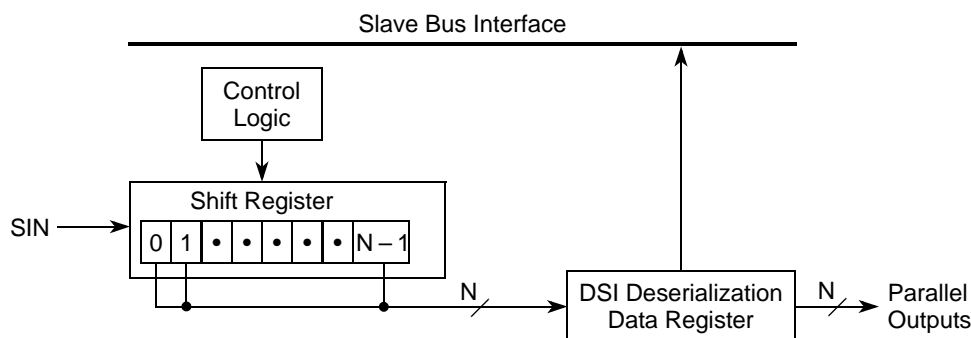 Slave Bus Interface
Control
Logic
Shift Register
SIN
0 1 • • • • • N – 1
N
DSI Deserialization
Data Register
N
Parallel
Outputs